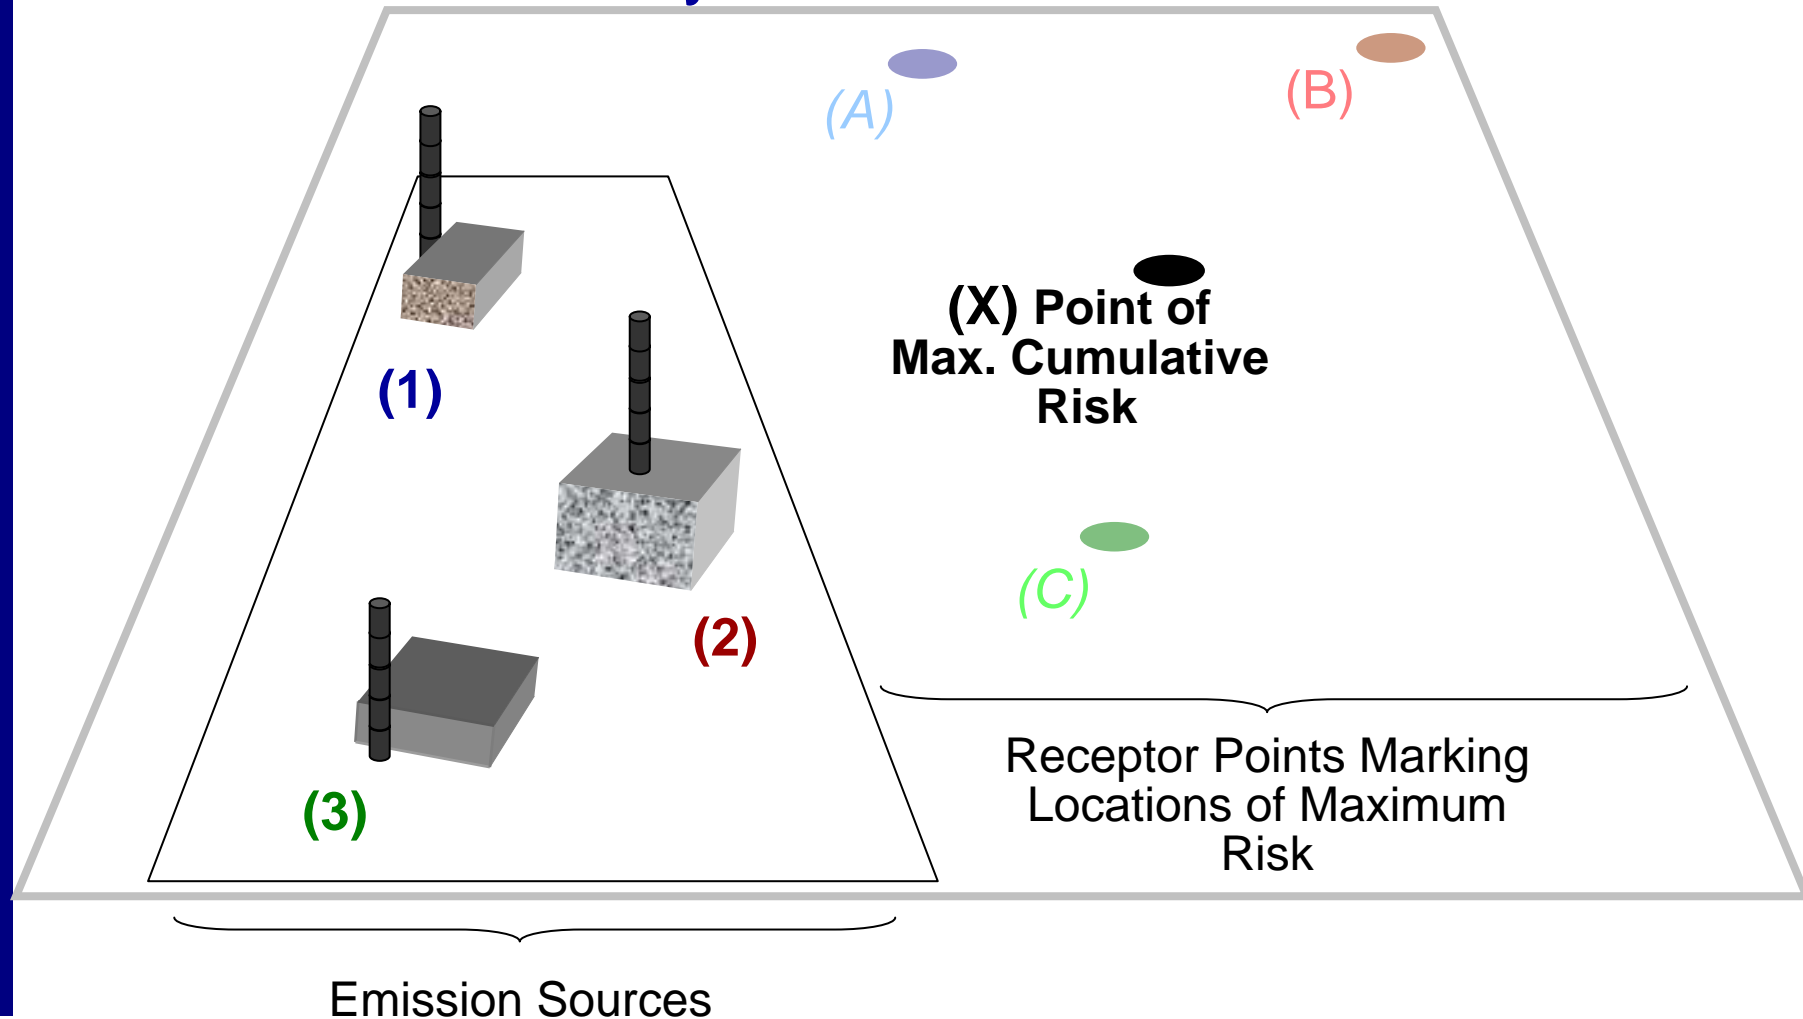 (A)
(B)
(X) Point of
Max. Cumulative
Risk
(1)
(C)
(2)
Receptor Points Marking
Locations of Maximum
Risk
(3)
Emission Sources